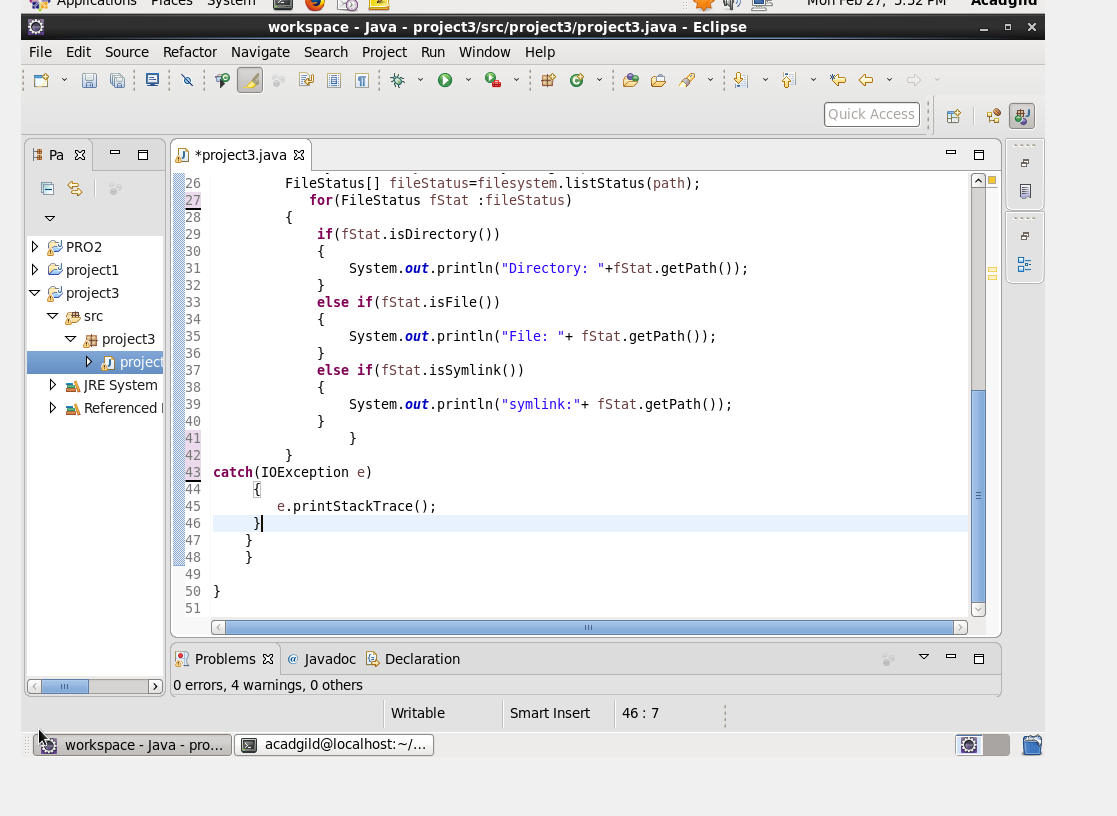 Applications Places System Mon Feb 27, 5:52 PM Acadgild
workspace - Java - project3/src/project3/project3.java - Eclipse
File Edit Source Refactor Navigate Search Project Run Window Help
Quick Access
Pa
*project3.java
PRO2
project1
project3
src
project3
project
JRE System
Referenced
26 FileStatus[] fileStatus=filesystem.listStatus(path);
27 for(FileStatus fStat :fileStatus)
28 {
29 if(fStat.isDirectory())
30 {
31 System.out.println("Directory: "+fStat.getPath());
32 }
33 else if(fStat.isFile())
34 {
35 System.out.println("File: "+ fStat.getPath());
36 }
37 else if(fStat.isSymlink())
38 {
39 System.out.println("symlink:"+ fStat.getPath());
40 }
41 }
42 }
43 catch(IOException e)
44 {
45 e.printStackTrace();
46 }
47 }
48 }
49
50 }
51
Problems @ Javadoc Declaration
0 errors, 4 warnings, 0 others
Writable Smart Insert 46 : 7
workspace - Java - pro... acadgild@localhost:~/...